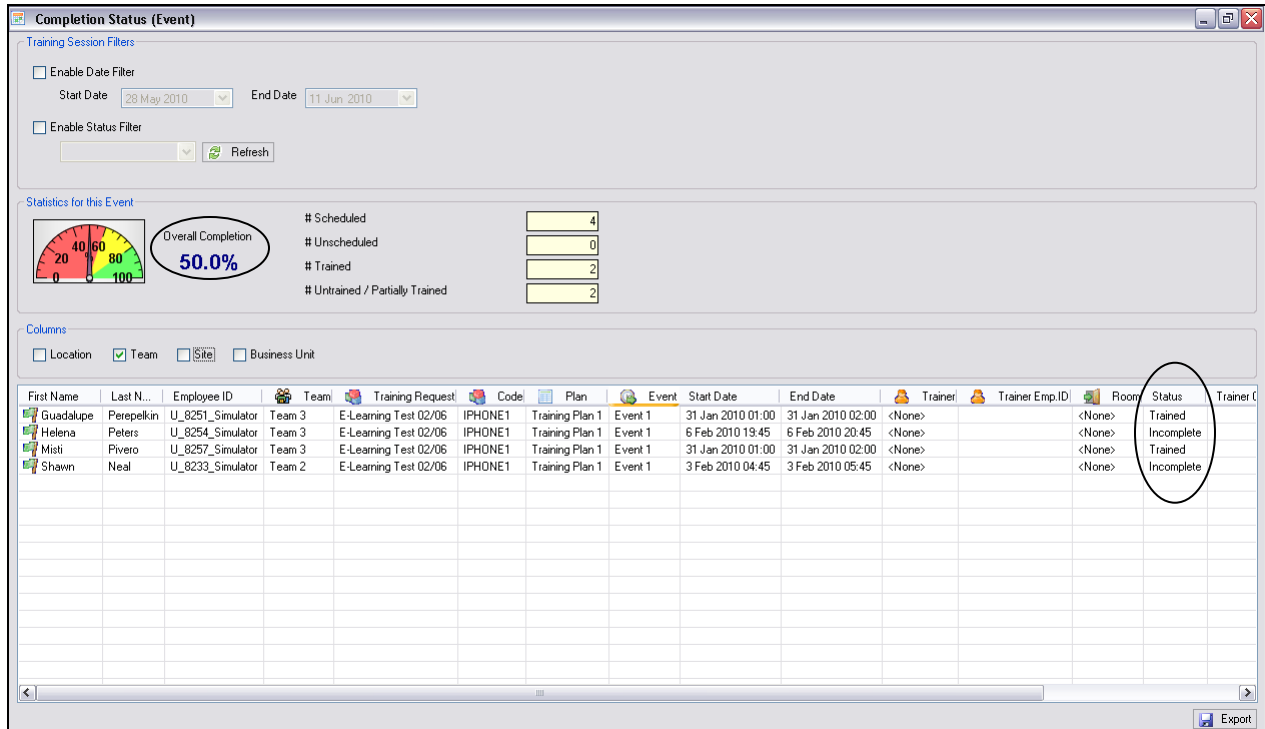 Completion Status (Event)
Training Session Filters
Enable Date Filter
Start Date 28 May 2010 End Date 11 Jun 2010
Enable Status Filter
Refresh
Statistics for this Event
0 20 40 60 80 100
%
Overall Completion
50.0%
# Scheduled 4
# Unscheduled 0
# Trained 2
# Untrained / Partially Trained 2
Columns
Location Team Site Business Unit
First Name Last N... Employee ID Team Training Request Code Plan Event Start Date End Date Trainer Trainer Emp.ID Room Status Trainer C
Guadalupe Perepelkin U_8251_Simulator Team 3 E-Learning Test 02/06 IPHONE1 Training Plan 1 Event 1 31 Jan 2010 01:00 31 Jan 2010 02:00 <None> <None> Trained
Helena Peters U_8254_Simulator Team 3 E-Learning Test 02/06 IPHONE1 Training Plan 1 Event 1 6 Feb 2010 19:45 6 Feb 2010 20:45 <None> <None> Incomplete
Misti Pivero U_8257_Simulator Team 3 E-Learning Test 02/06 IPHONE1 Training Plan 1 Event 1 31 Jan 2010 01:00 31 Jan 2010 02:00 <None> <None> Trained
Shawn Neal U_8233_Simulator Team 2 E-Learning Test 02/06 IPHONE1 Training Plan 1 Event 1 3 Feb 2010 04:45 3 Feb 2010 05:45 <None> <None> Incomplete
Export